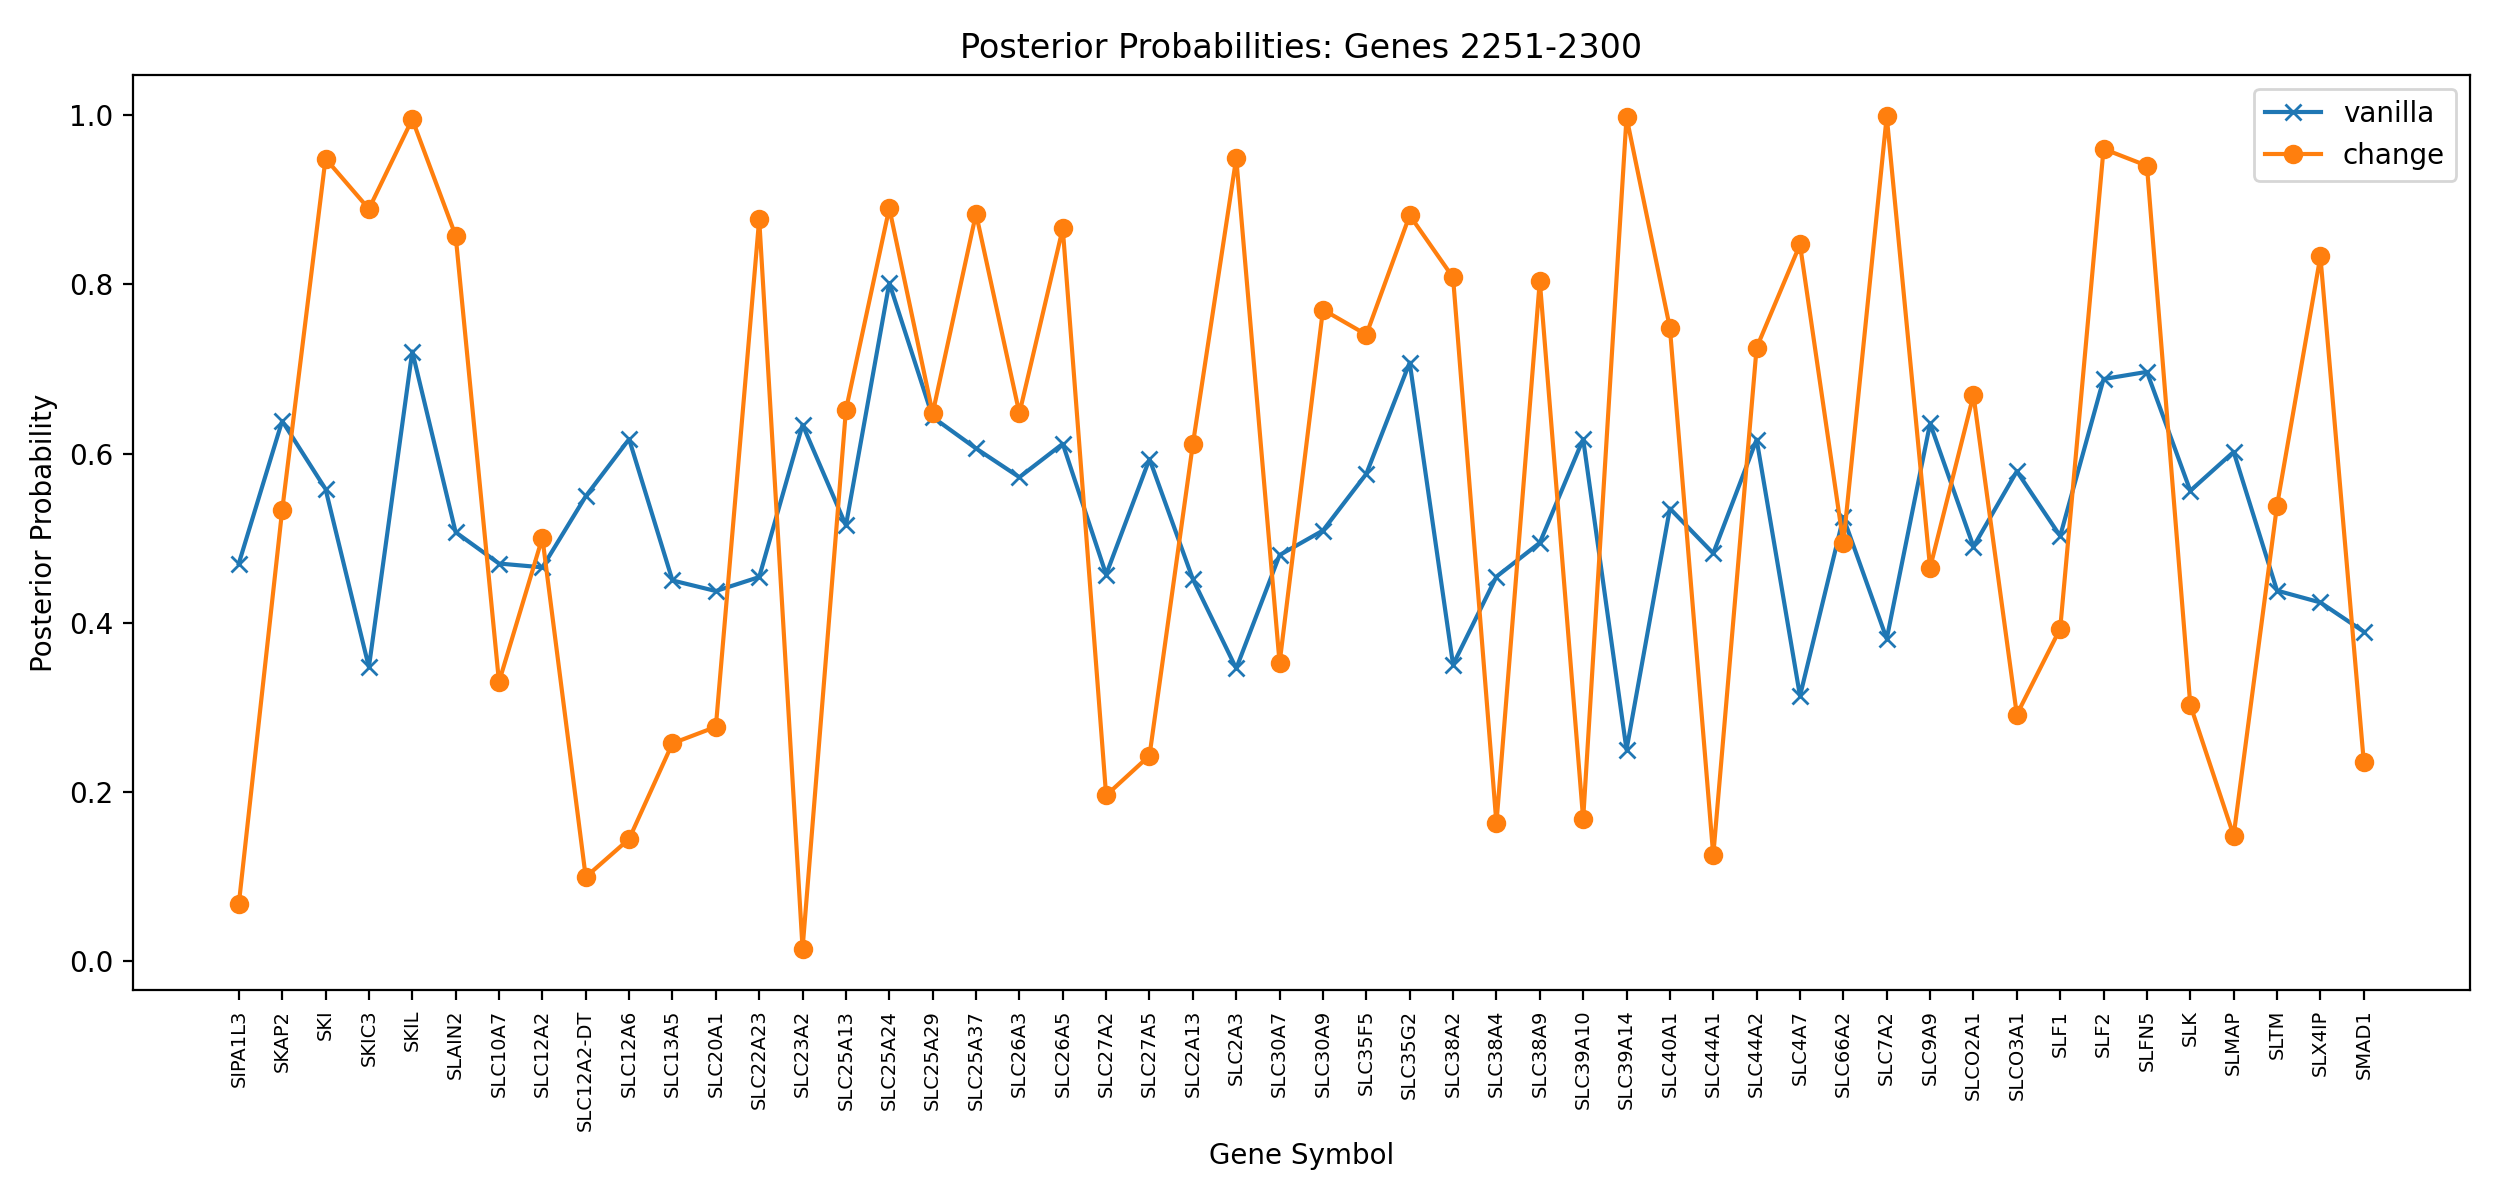 Posterior Probabilities: Genes 2251-2300
vanilla
change
1.0
0.8
0.6
0.4
0.2
0.0
Posterior Probability
SIPA1L3
SKAP2
SKI
SKIC3
SKIL
SLAIN2
SLC10A7
SLC12A2
SLC12A2-DT
SLC12A6
SLC13A5
SLC20A1
SLC22A23
SLC23A2
SLC25A13
SLC25A24
SLC25A29
SLC25A37
SLC26A3
SLC26A5
SLC27A2
SLC27A5
SLC2A13
SLC2A3
SLC30A7
SLC30A9
SLC35F5
SLC35G2
SLC38A2
SLC38A4
SLC38A9
SLC39A10
SLC39A14
SLC40A1
SLC44A1
SLC44A2
SLC4A7
SLC66A2
SLC7A2
SLC9A9
SLCO2A1
SLCO3A1
SLF1
SLF2
SLFN5
SLK
SLMAP
SLTM
SLX4IP
SMAD1
Gene Symbol